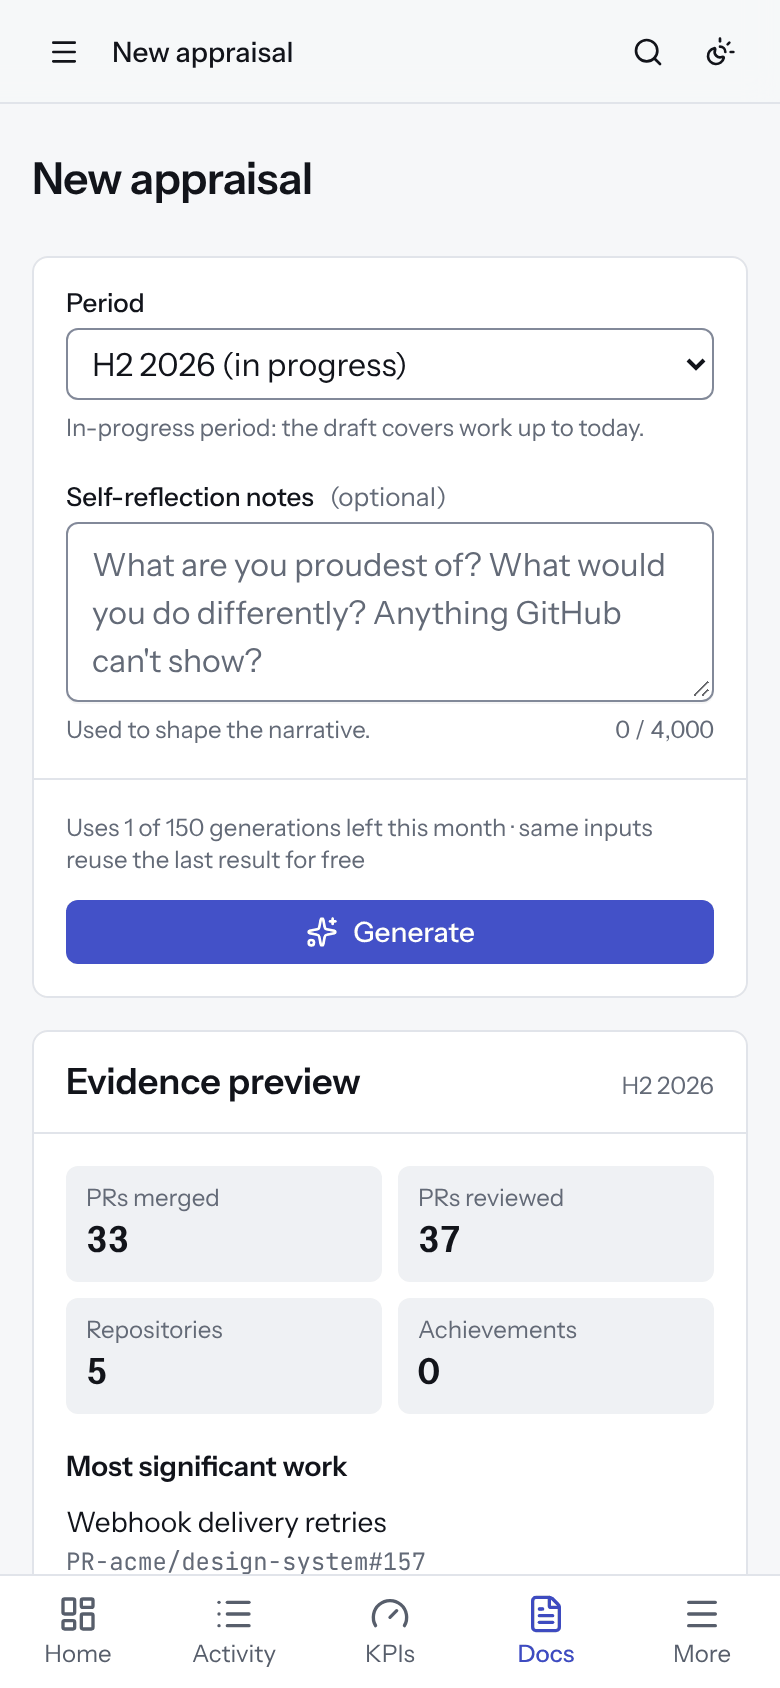 New appraisal
New appraisal
Period
H2 2026 (in progress)
In-progress period: the draft covers work up to today.
Self-reflection notes (optional)
What are you proudest of? What would
you do differently? Anything GitHub
can't show?
Used to shape the narrative. 0 / 4,000
Uses 1 of 150 generations left this month · same inputs
reuse the last result for free
Generate
Evidence preview H2 2026
PRs merged PRs reviewed
33 37
Repositories Achievements
5 0
Most significant work
Webhook delivery retries
PR-acme/design-system#157
Home Activity KPIs Docs More